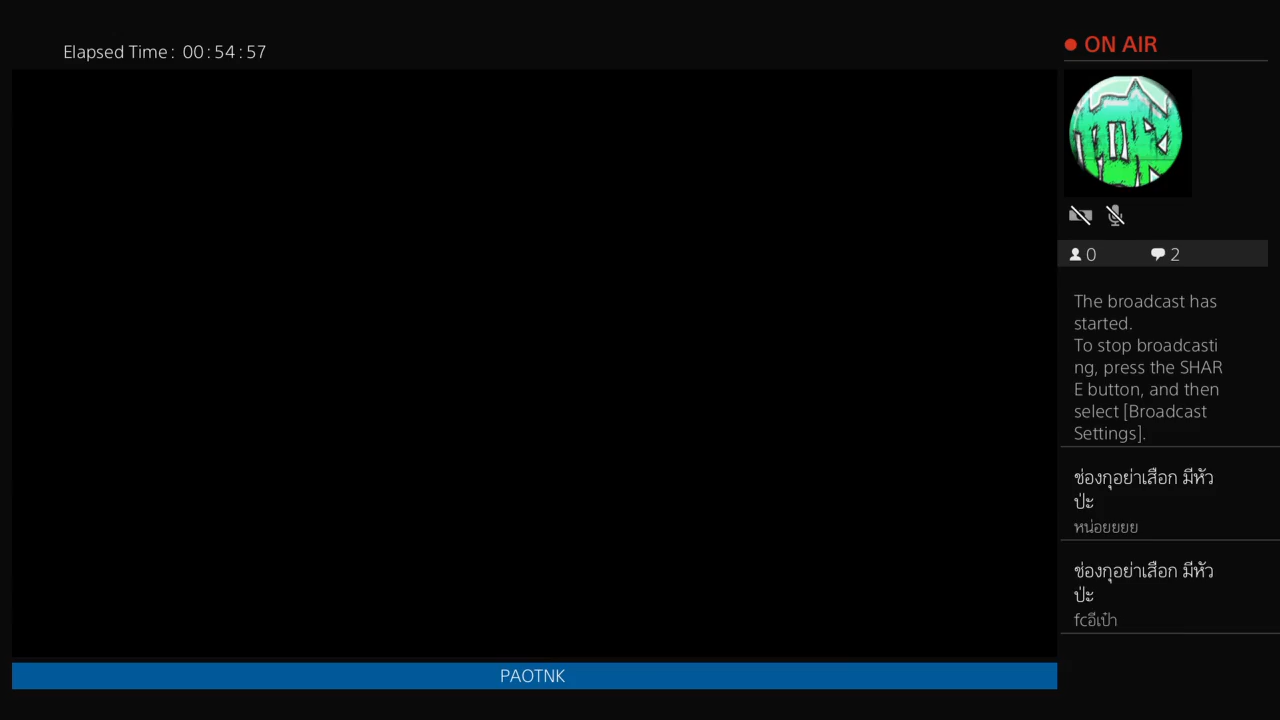 Elapsed Time: 00:54:57
ON AIR
0 2
The broadcast has
started.
To stop broadcasti
ng, press the SHAR
E button, and then
select [Broadcast
Settings].
ช่องกุอย่าเสือก มีหัว
ป่ะ
หน่อยยยย
ช่องกุอย่าเสือก มีหัว
ป่ะ
fcอีเป๋า
PAOTNK